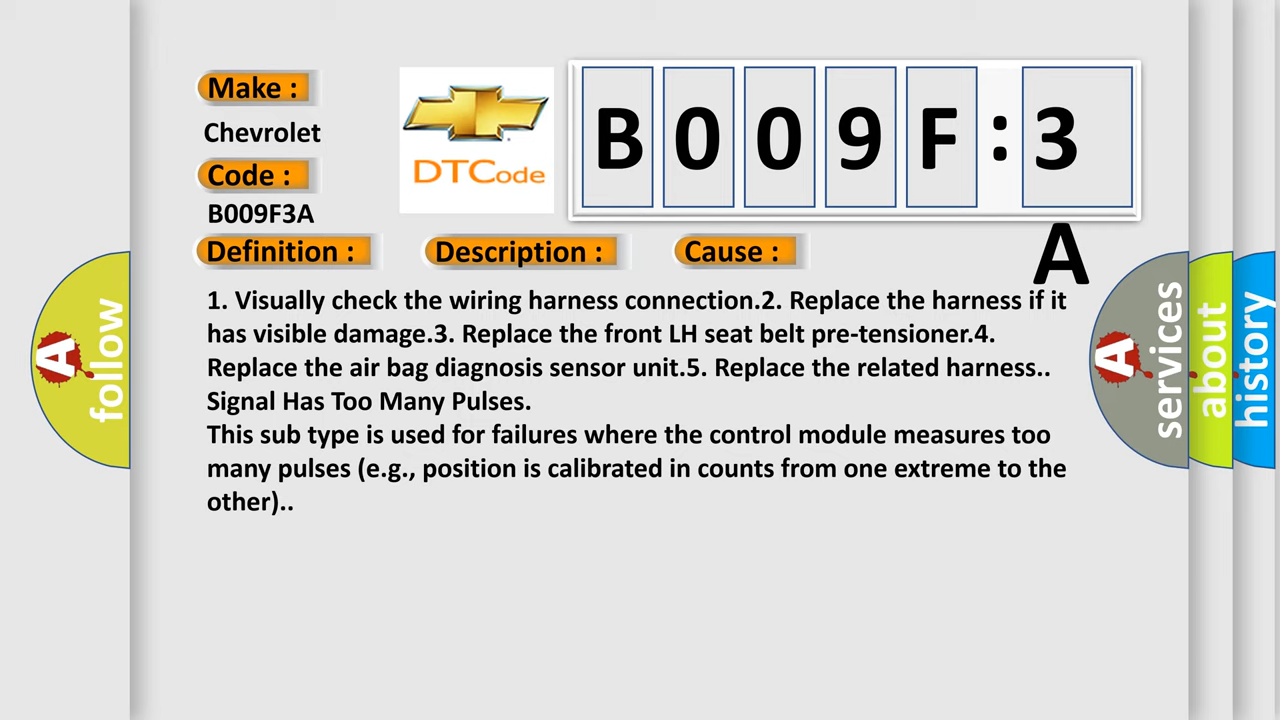 Make :
Chevrolet
Code :
B009F3A
DTCode
B009F:3
A
Definition :
Description :
Cause :
1. Visually check the wiring harness connection.2. Replace the harness if it
has visible damage.3. Replace the front LH seat belt pre-tensioner.4.
Replace the air bag diagnosis sensor unit.5. Replace the related harness..
Signal Has Too Many Pulses.
This sub type is used for failures where the control module measures too
many pulses (e.g., position is calibrated in counts from one extreme to the
other)..
A follow
A services
about
history